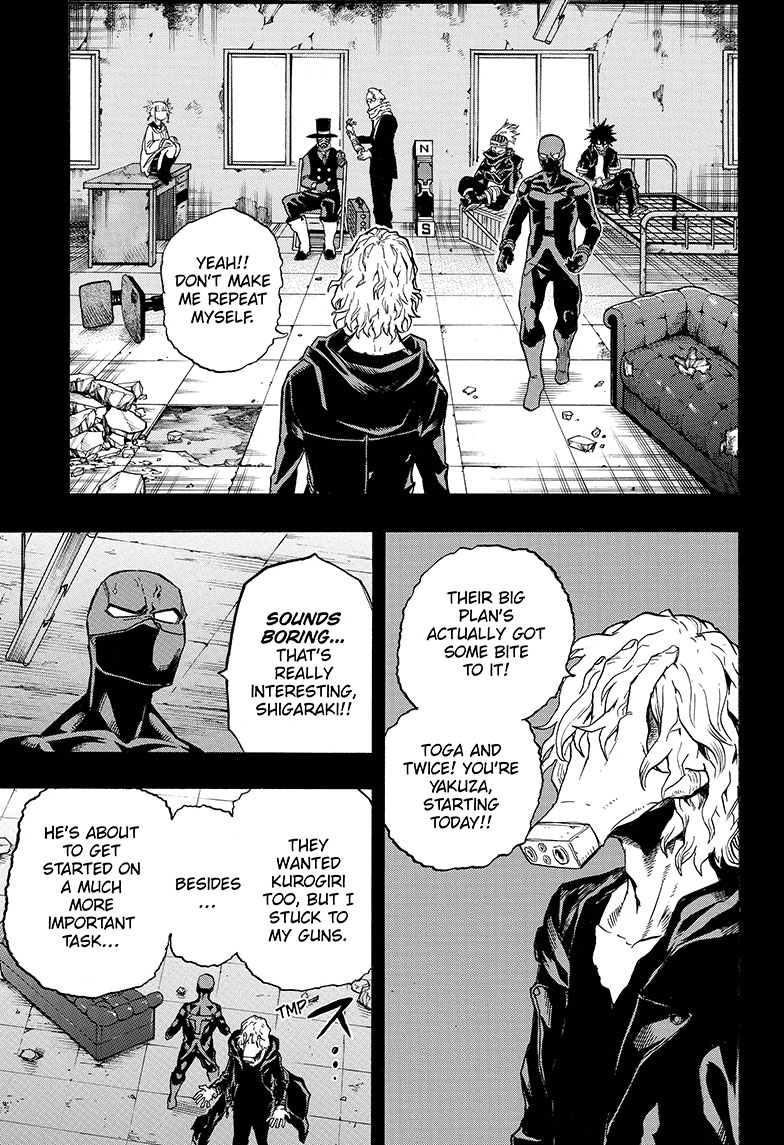 YEAH!!
DON'T MAKE
ME REPEAT
MYSELF.
N
S
THEIR BIG
PLAN'S
ACTUALLY GOT
SOME BITE
TO IT!
TOGA AND
TWICE! YOU'RE
YAKUZA,
STARTING
TODAY!!
SOUNDS
BORING...
THAT'S
REALLY
INTERESTING,
SHIGARAKI!!
THEY
WANTED
KUROGIRI
TOO, BUT I
STUCK TO
MY GUNS.
BESIDES
...
HE'S ABOUT
TO GET
STARTED ON
A MUCH
MORE
IMPORTANT
TASK...
TMP